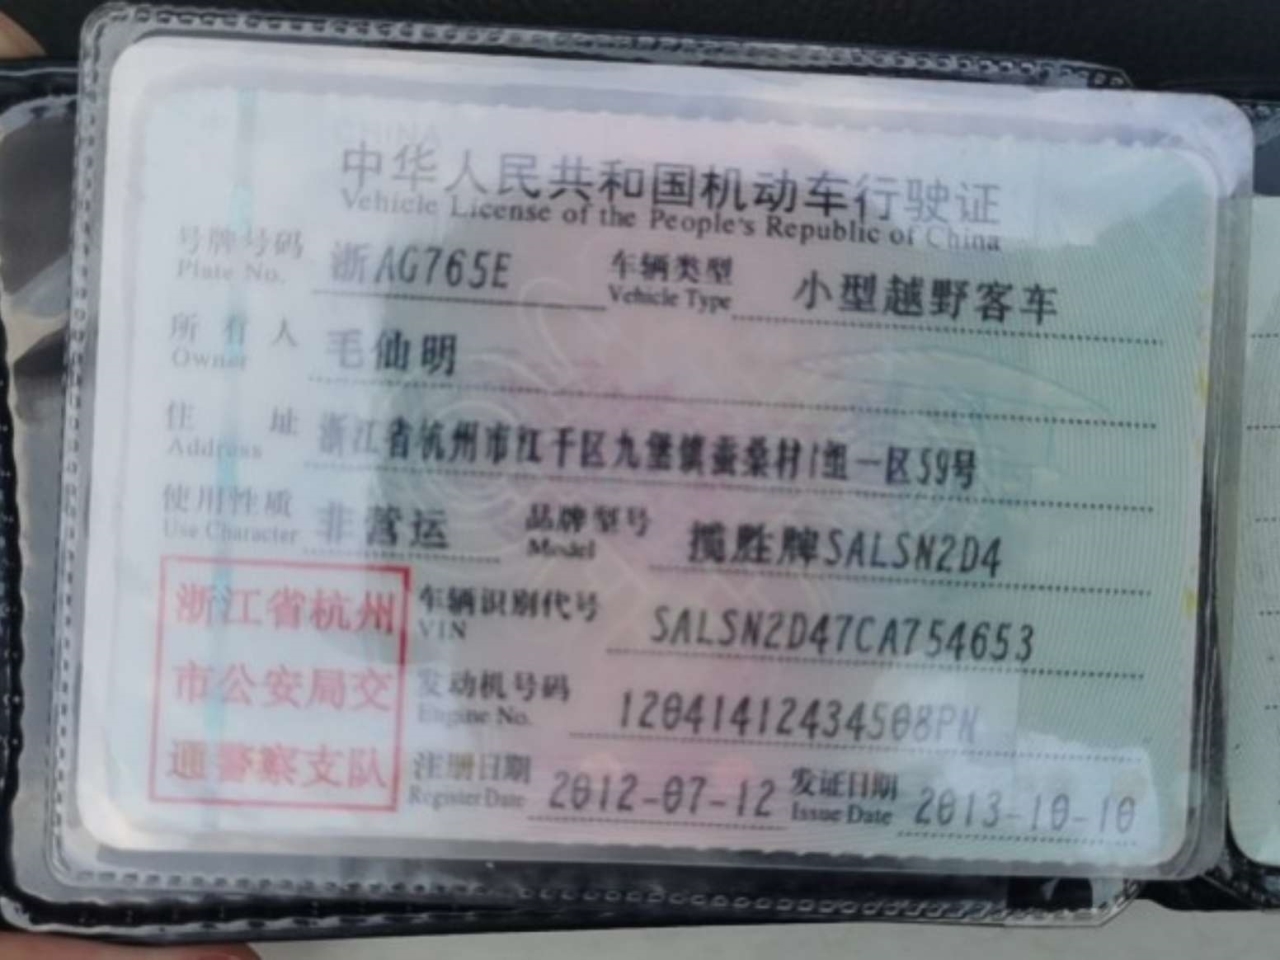 中华人民共和国机动车行驶证
Vehicle License of the People's Republic of China
号牌号码 浙AG765E 车辆类型 小型越野客车
Plate No. Vehicle Type
所有人 毛仙明
Owner
住址 浙江省杭州市江干区九堡镇蚕桑村1组一区59号
Address
使用性质 非营运 品牌型号 揽胜牌SALSN2D4
Use Character Model
浙江省杭州
市公安局交
通警察支队
车辆识别代号 SALSN2D47CA754653
VIN
发动机号码 12041412434508PN
Engine No.
注册日期 2012-07-12 发证日期 2013-10-10
Register Date Issue Date